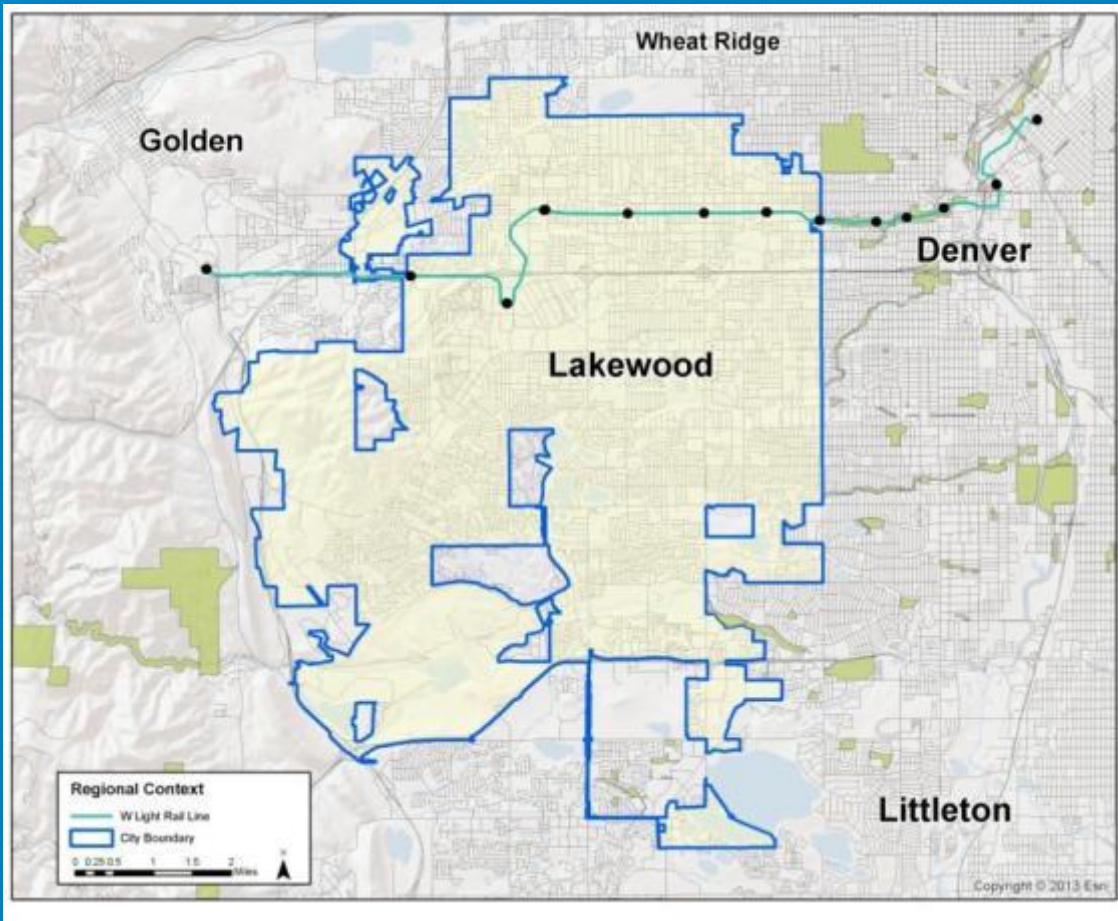 Wheat Ridge
Golden
Denver
Lakewood
Littleton
Regional Context
W Light Rail Line
City Boundary
0 0.25 0.5 1 1.5 2
Miles
N
Copyright © 2013 Esri